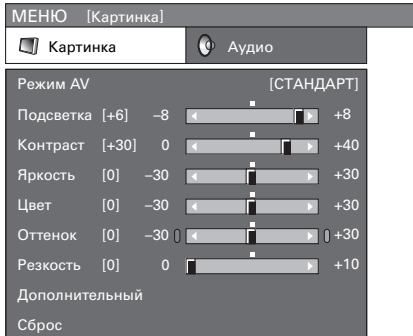 МЕНЮ [Картинка]
Картинка Аудио
Режим AV [СТАНДАРТ]
Подсветка [+6] –8 +8
Контраст [+30] 0 +40
Яркость [0] –30 +30
Цвет [0] –30 +30
Оттенок [0] –30 +30
Резкость [0] 0 +10
Дополнительный
Сброс